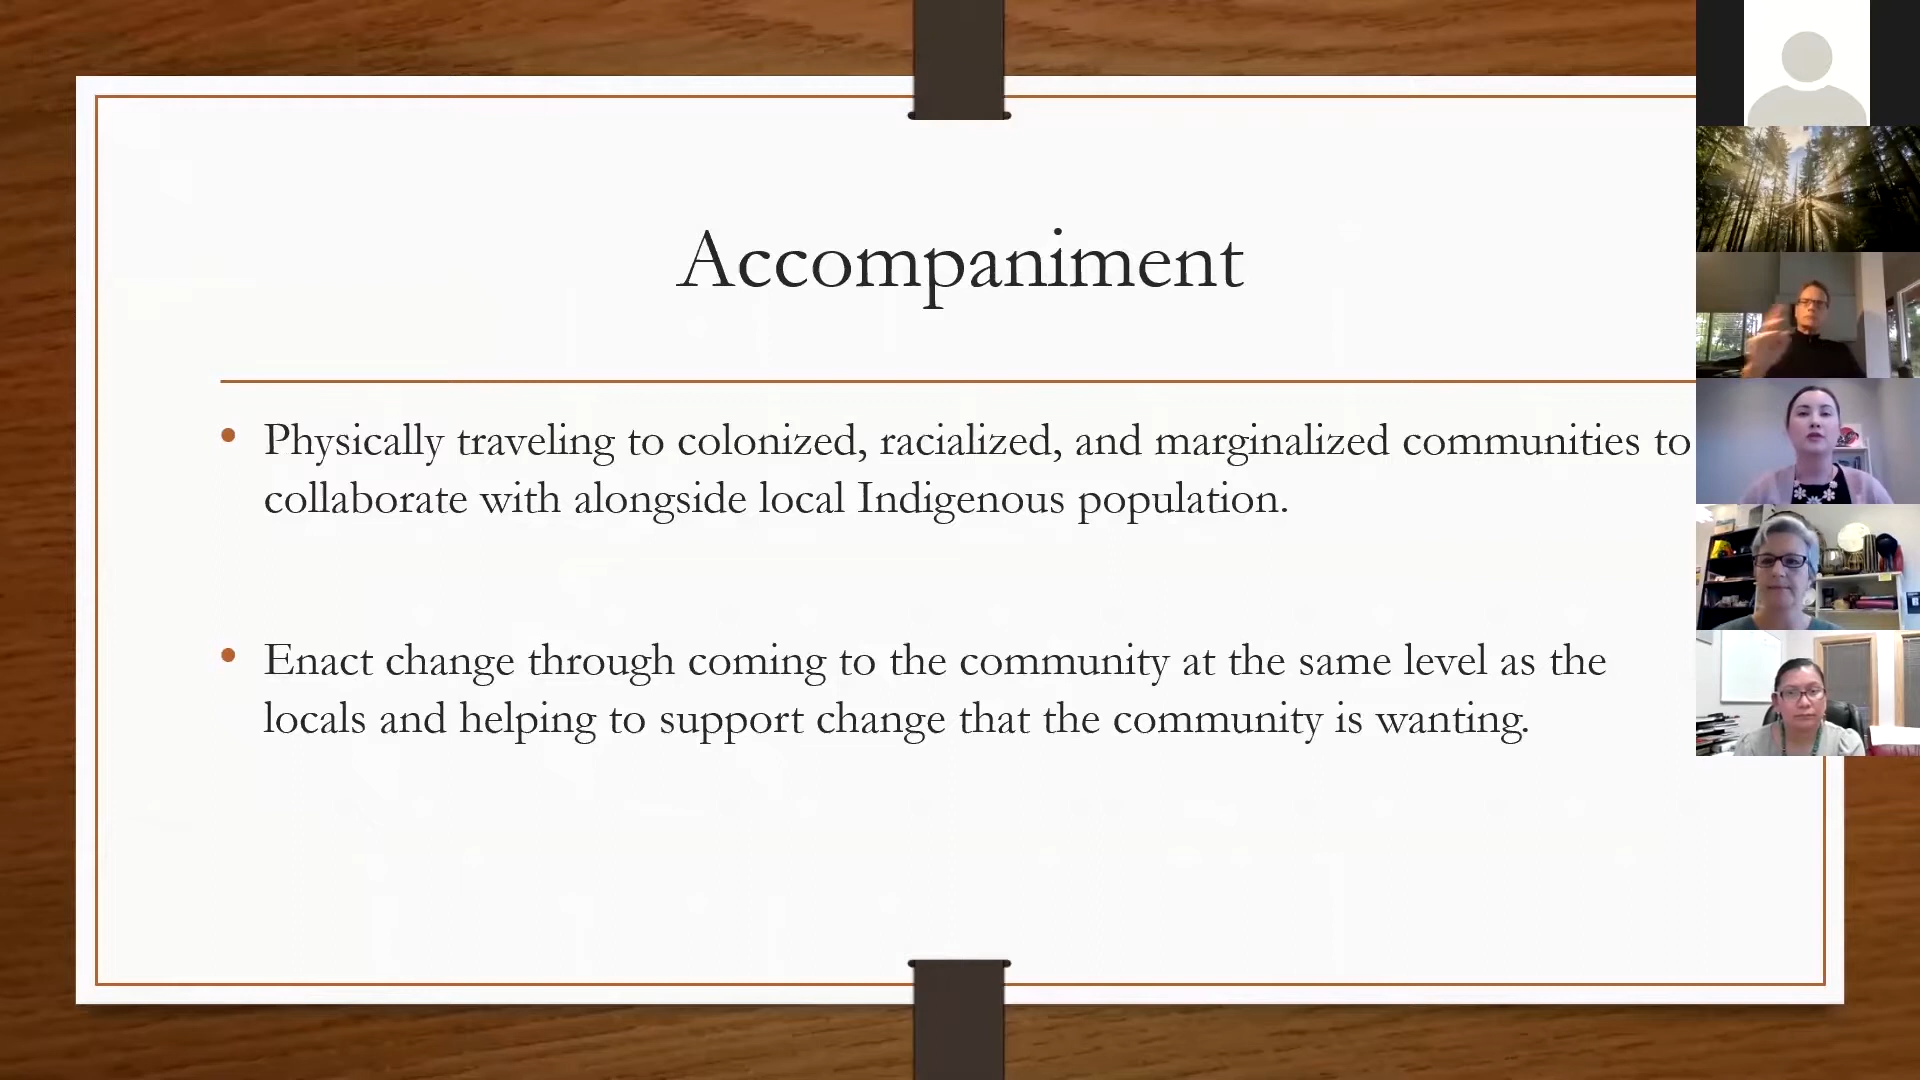 Accompaniment
Physically traveling to colonized, racialized, and marginalized communities to
collaborate with alongside local Indigenous population.
Enact change through coming to the community at the same level as the
locals and helping to support change that the community is wanting.